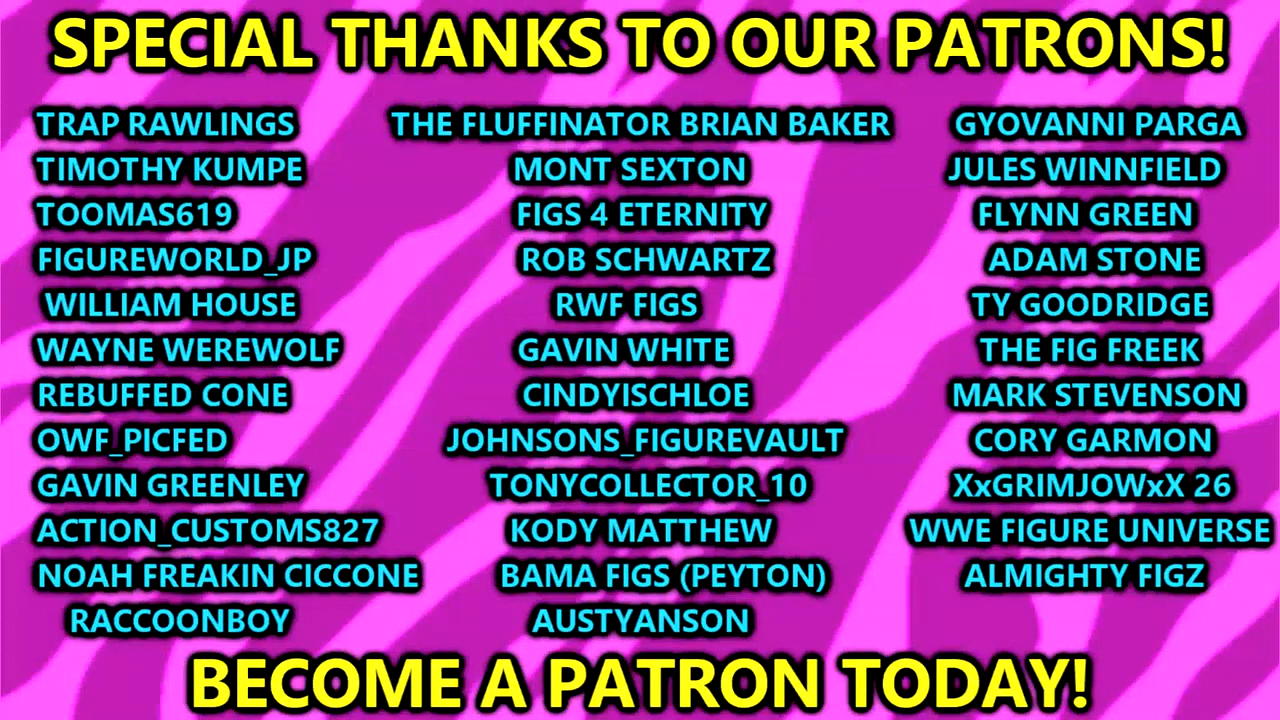 SPECIAL THANKS TO OUR PATRONS!
TRAP RAWLINGS
TIMOTHY KUMPE
TOOMAS619
FIGUREWORLD_JP
WILLIAM HOUSE
WAYNE WEREWOLF
REBUFFED CONE
OWF_PICFED
GAVIN GREENLEY
ACTION_CUSTOMS827
NOAH FREAKIN CICCONE
RACCOONBOY
THE FLUFFINATOR BRIAN BAKER
MONT SEXTON
FIGS 4 ETERNITY
ROB SCHWARTZ
RWF FIGS
GAVIN WHITE
CINDYISCHLOE
JOHNSONS_FIGUREVAULT
TONYCOLLECTOR_10
KODY MATTHEW
BAMA FIGS (PEYTON)
AUSTYANSON
GYOVANNI PARGA
JULES WINNFIELD
FLYNN GREEN
ADAM STONE
TY GOODRIDGE
THE FIG FREEK
MARK STEVENSON
CORY GARMON
XxGRIMJOWxX 26
WWE FIGURE UNIVERSE
ALMIGHTY FIGZ
BECOME A PATRON TODAY!